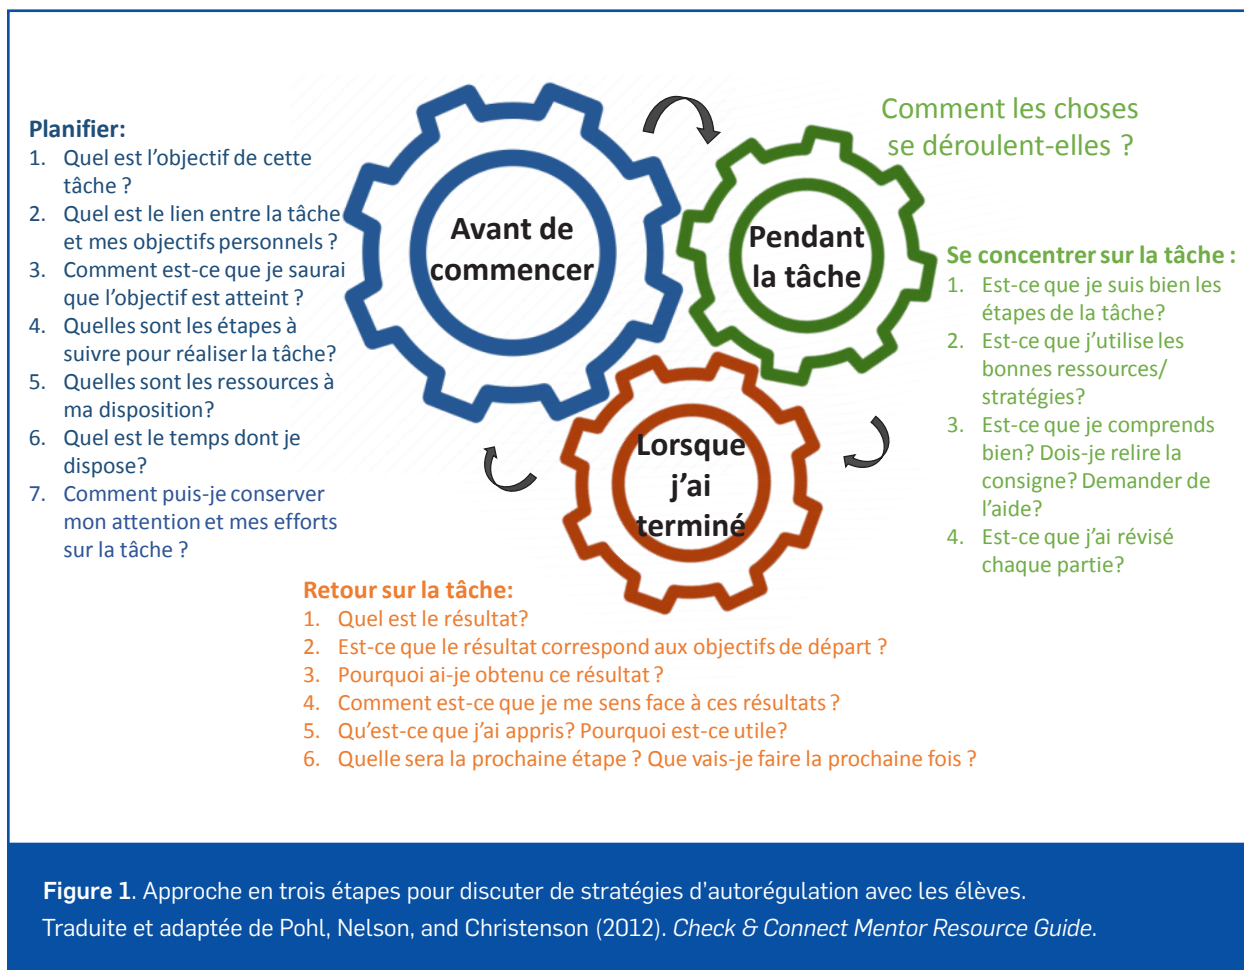 Planifier:
1. Quel est l’objectif de cette
tâche ?
2. Quel est le lien entre la tâche
et mes objectifs personnels ?
3. Comment est-ce que je saurai
que l’objectif est atteint ?
4. Quelles sont les étapes à
suivre pour réaliser la tâche?
5. Quelles sont les ressources à
ma disposition?
6. Quel est le temps dont je
dispose?
7. Comment puis-je conserver
mon attention et mes efforts
sur la tâche ?
Avant de
commencer
Pendant
la tâche
Lorsque
j’ai
terminé
Comment les choses
se déroulent-elles ?
Se concentrer sur la tâche :
1. Est-ce que je suis bien les
étapes de la tâche?
2. Est-ce que j’utilise les
bonnes ressources/
stratégies?
3. Est-ce que je comprends
bien? Dois-je relire la
consigne? Demander de
l’aide?
4. Est-ce que j’ai révisé
chaque partie?
Retour sur la tâche:
1. Quel est le résultat?
2. Est-ce que le résultat correspond aux objectifs de départ ?
3. Pourquoi ai-je obtenu ce résultat ?
4. Comment est-ce que je me sens face à ces résultats ?
5. Qu’est-ce que j’ai appris? Pourquoi est-ce utile?
6. Quelle sera la prochaine étape ? Que vais-je faire la prochaine fois ?
Figure 1. Approche en trois étapes pour discuter de stratégies d’autorégulation avec les élèves.
Traduite et adaptée de Pohl, Nelson, and Christenson (2012). Check & Connect Mentor Resource Guide.